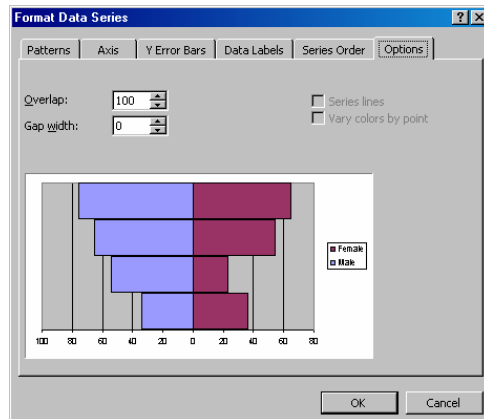 Format Data Series
Patterns Axis Y Error Bars Data Labels Series Order Options
Overlap: 100 Series lines
Gap width: 0 Vary colors by point
Female
Male
100 80 60 40 20 0 20 40 60 80
OK Cancel